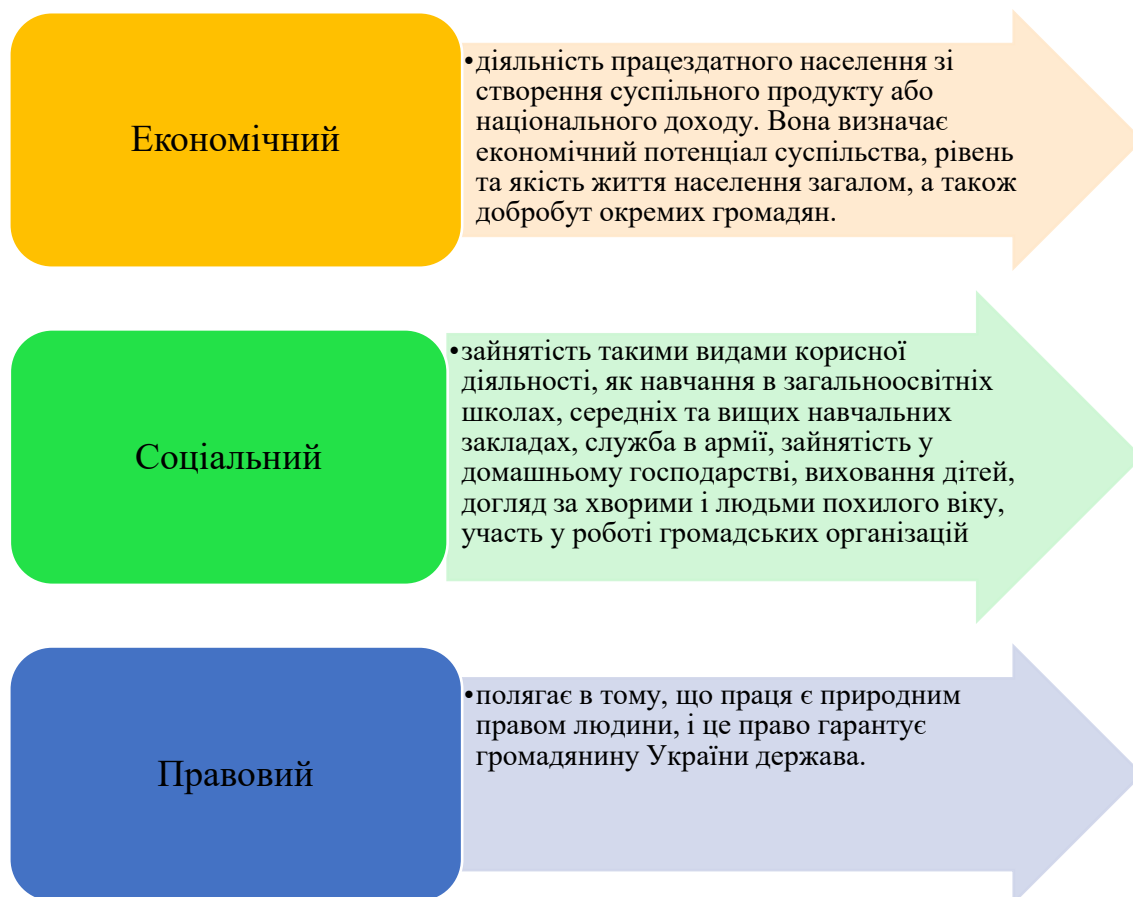 Економічний
•діяльність працездатного населення зі
створення суспільного продукту або
національного доходу. Вона визначає
економічний потенціал суспільства, рівень
та якість життя населення загалом, а також
добробут окремих громадян.
Соціальний
•зайнятість такими видами корисної
діяльності, як навчання в загальноосвітніх
школах, середніх та вищих навчальних
закладах, служба в армії, зайнятість у
домашньому господарстві, виховання дітей,
догляд за хворими і людьми похилого віку,
участь у роботі громадських організацій
Правовий
•полягає в тому, що праця є природним
правом людини, і це право гарантує
громадянину України держава.